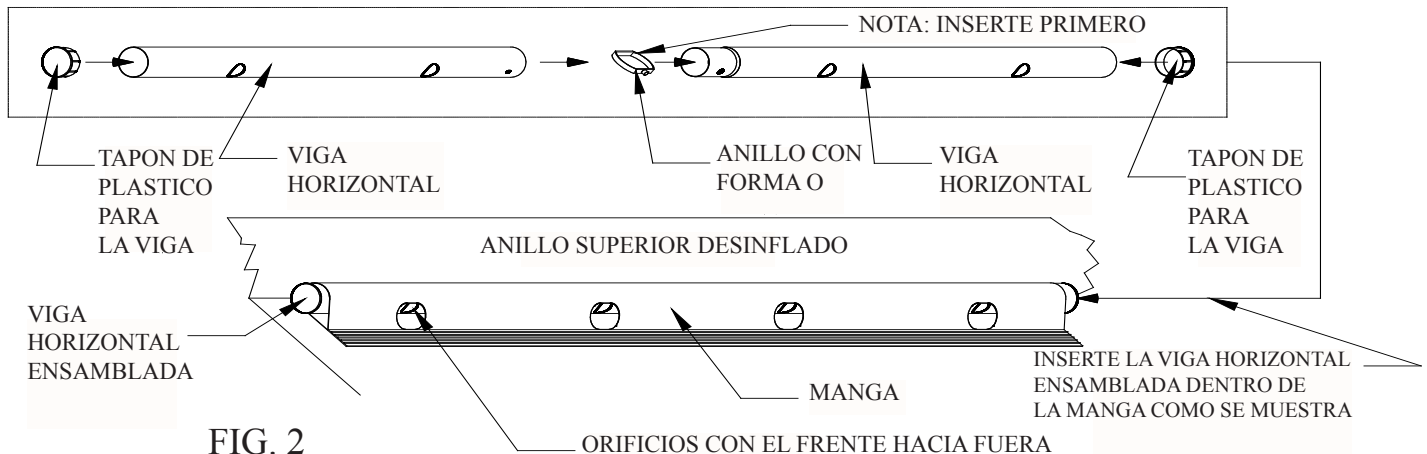 NOTA: INSERTE PRIMERO
TAPON DE
PLASTICO
PARA
LA VIGA
VIGA
HORIZONTAL
ANILLO CON
FORMA O
VIGA
HORIZONTAL
TAPON DE
PLASTICO
PARA
LA VIGA
ANILLO SUPERIOR DESINFLADO
VIGA
HORIZONTAL
ENSAMBLADA
MANGA
INSERTE LA VIGA HORIZONTAL
ENSAMBLADA DENTRO DE
LA MANGA COMO SE MUESTRA
FIG. 2
ORIFICIOS CON EL FRENTE HACIA FUERA